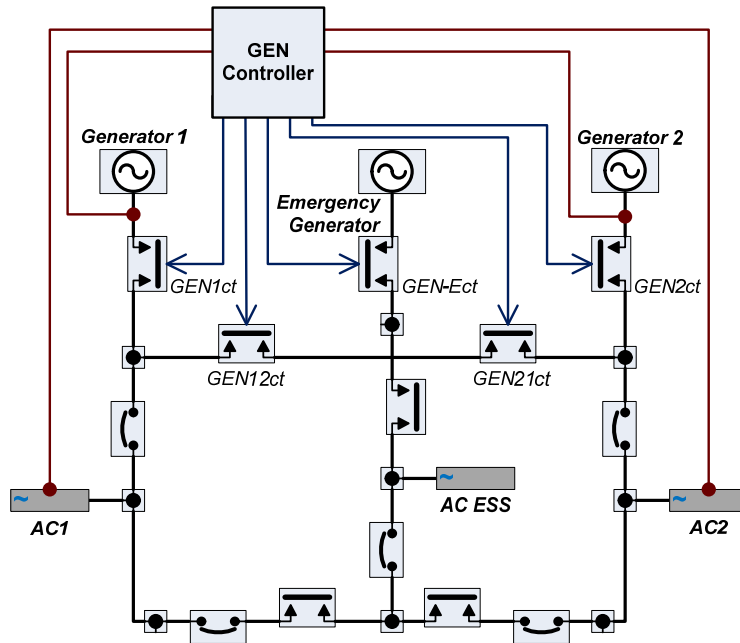 GEN
Controller
Generator 1
Generator 2
Emergency
Generator
GEN1ct
GEN-Ect
GEN2ct
GEN12ct
GEN21ct
~
~
~
AC1
AC ESS
AC2